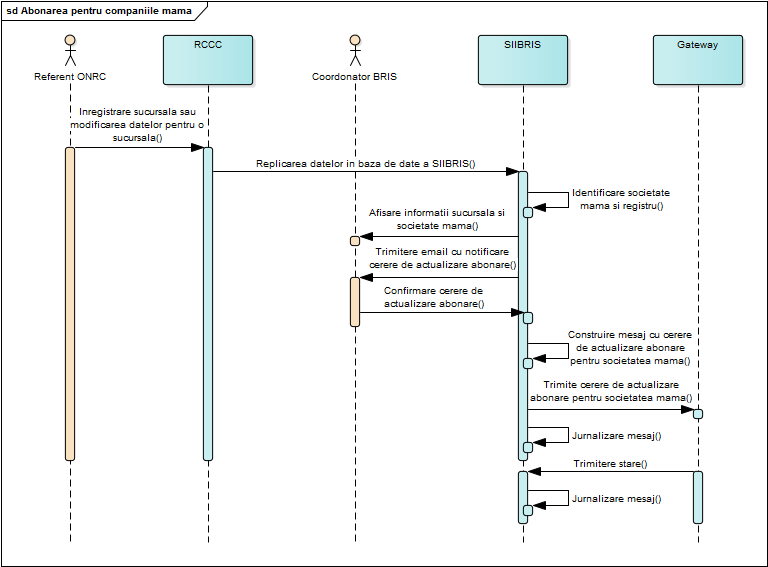 sd Abonarea pentru companiile mama
RCCC
SIIBRIS
Gateway
Referent ONRC
Coordonator BRIS
Inregistrare sucursala sau
modificarea datelor pentru o
sucursala()
Replicarea datelor in baza de date a SIIBRIS()
Identificare societate
mama si registru()
Afisare informatii sucursala si
societate mama()
Trimitere email cu notificare
cerere de actualizare abonare()
Confirmare cerere de
actualizare abonare()
Construire mesaj cu cerere
de actualizare abonare
pentru societatea mama()
Trimite cerere de actualizare
abonare pentru societatea mama()
Jurnalizare mesaj()
Trimitere stare()
Jurnalizare mesaj()